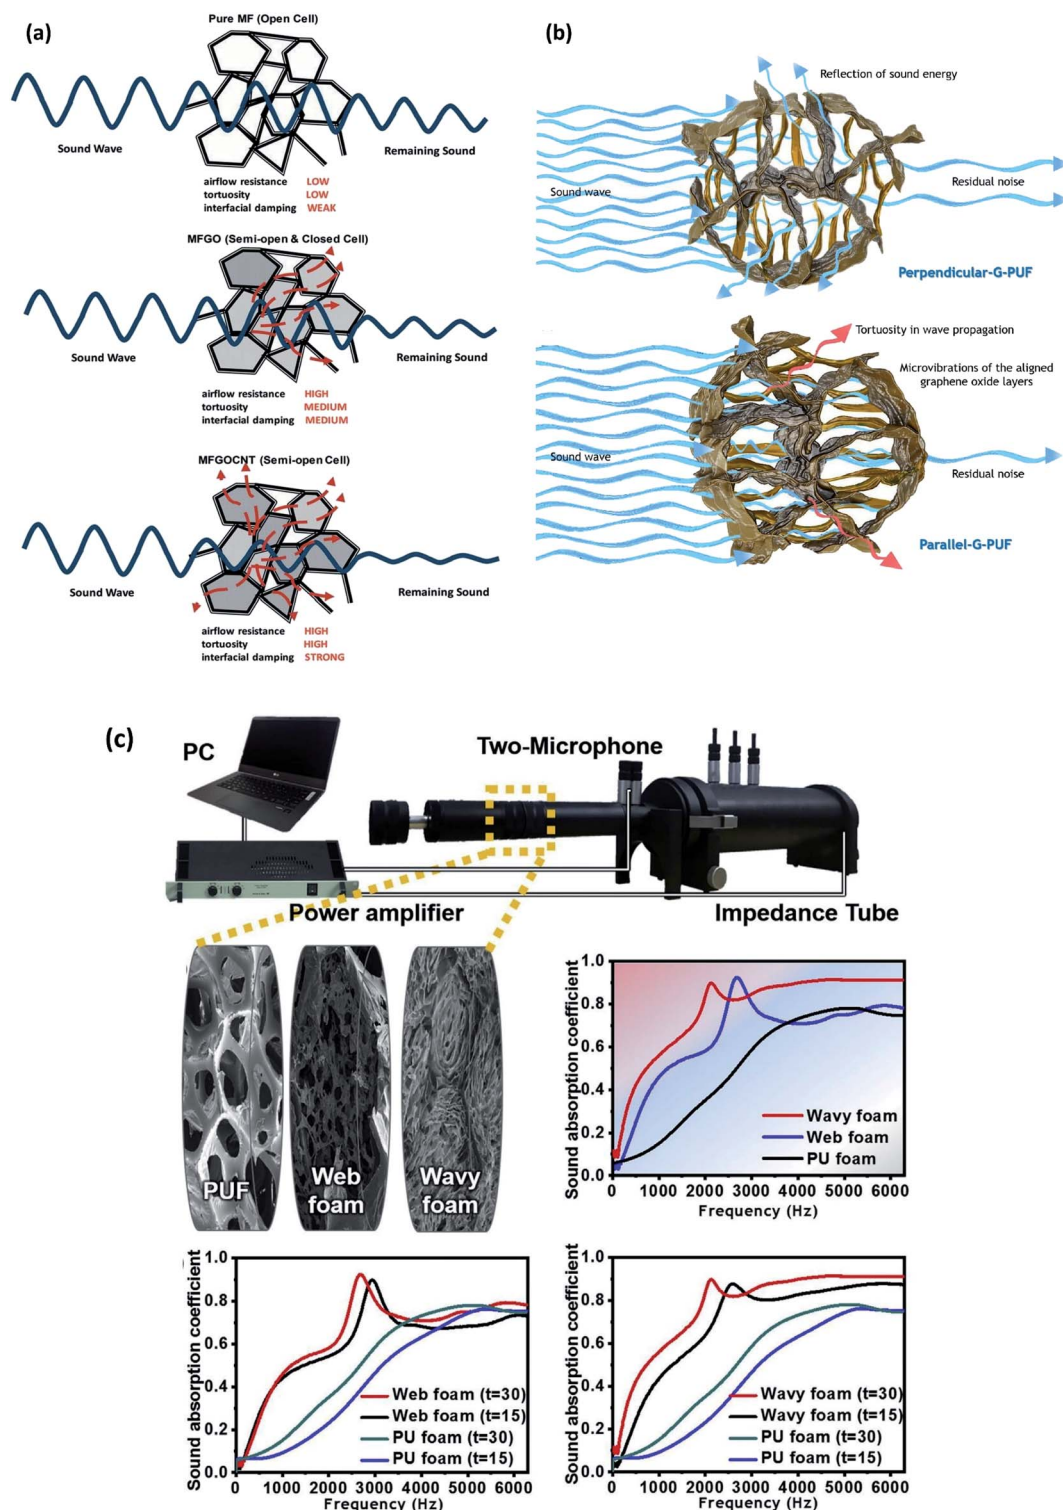 (a)
Pure MF (Open Cell)
Sound Wave
Remaining Sound
airflow resistance LOW
tortuosity LOW
interfacial damping WEAK
MFGO (Semi-open & Closed Cell)
Sound Wave
Remaining Sound
airflow resistance HIGH
tortuosity MEDIUM
interfacial damping MEDIUM
MFGOCNT (Semi-open Cell)
Sound Wave
Remaining Sound
airflow resistance HIGH
tortuosity HIGH
interfacial damping STRONG
(b)
Reflection of sound energy
Sound wave
Residual noise
Perpendicular-G-PUF
Tortuosity in wave propagation
Microvibrations of the aligned
graphene oxide layers
Sound wave
Residual noise
Parallel-G-PUF
(c)
PC
Two-Microphone
Power amplifier
Impedance Tube
PUF
Web
foam
Wavy
foam
Sound absorption coefficient
1.0
0.8
0.6
0.4
0.2
0.0
Wavy foam
Web foam
PU foam
0 1000 2000 3000 4000 5000 6000
Frequency (Hz)
Sound absorption coefficient
1.0
0.8
0.6
0.4
0.2
0.0
Web foam (t=30)
Web foam (t=15)
PU foam (t=30)
PU foam (t=15)
0 1000 2000 3000 4000 5000 6000
Frequency (Hz)
Sound absorption coefficient
1.0
0.8
0.6
0.4
0.2
0.0
Wavy foam (t=30)
Wavy foam (t=15)
PU foam (t=30)
PU foam (t=15)
0 1000 2000 3000 4000 5000 6000
Frequency (Hz)